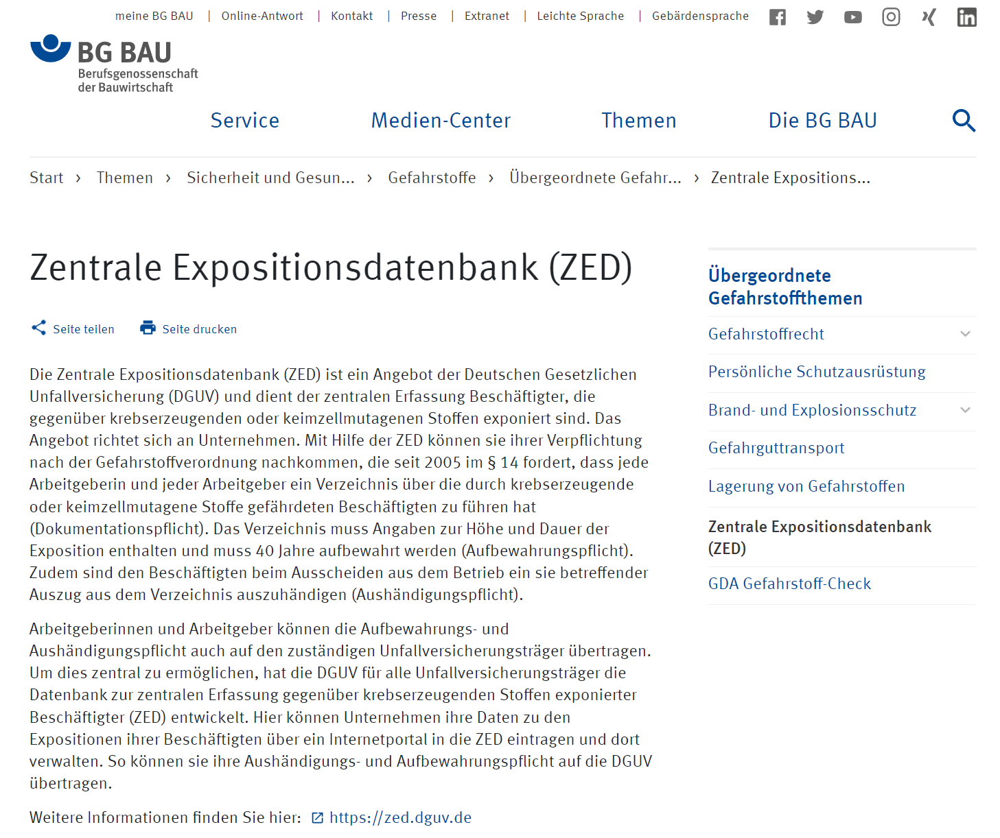 meine BG BAU | Online-Antwort | Kontakt | Presse | Extranet | Leichte Sprache | Gebärdensprache
BG BAU
Berufsgenossenschaft
der Bauwirtschaft
Service Medien-Center Themen Die BG BAU
Start › Themen › Sicherheit und Gesun... › Gefahrstoffe › Übergeordnete Gefahr... › Zentrale Expositions...
Zentrale Expositionsdatenbank (ZED)
Seite teilen Seite drucken
Die Zentrale Expositionsdatenbank (ZED) ist ein Angebot der Deutschen Gesetzlichen
Unfallversicherung (DGUV) und dient der zentralen Erfassung Beschäftigter, die
gegenüber krebserzeugenden oder keimzellmutagenen Stoffen exponiert sind. Das
Angebot richtet sich an Unternehmen. Mit Hilfe der ZED können sie ihrer Verpflichtung
nach der Gefahrstoffverordnung nachkommen, die seit 2005 im § 14 fordert, dass jede
Arbeitgeberin und jeder Arbeitgeber ein Verzeichnis über die durch krebserzeugende
oder keimzellmutagene Stoffe gefährdeten Beschäftigten zu führen hat
(Dokumentationspflicht). Das Verzeichnis muss Angaben zur Höhe und Dauer der
Exposition enthalten und muss 40 Jahre aufbewahrt werden (Aufbewahrungspflicht).
Zudem sind den Beschäftigten beim Ausscheiden aus dem Betrieb ein sie betreffender
Auszug aus dem Verzeichnis auszuhändigen (Aushändigungspflicht).
Arbeitgeberinnen und Arbeitgeber können die Aufbewahrungs- und
Aushändigungspflicht auch auf den zuständigen Unfallversicherungsträger übertragen.
Um dies zentral zu ermöglichen, hat die DGUV für alle Unfallversicherungsträger die
Datenbank zur zentralen Erfassung gegenüber krebserzeugenden Stoffen exponierter
Beschäftigter (ZED) entwickelt. Hier können Unternehmen ihre Daten zu den
Expositionen ihrer Beschäftigten über ein Internetportal in die ZED eintragen und dort
verwalten. So können sie ihre Aushändigungs- und Aufbewahrungspflicht auf die DGUV
übertragen.
Weitere Informationen finden Sie hier: https://zed.dguv.de
Übergeordnete
Gefahrstoffthemen
Gefahrstoffrecht
Persönliche Schutzausrüstung
Brand- und Explosionsschutz
Gefahrguttransport
Lagerung von Gefahrstoffen
Zentrale Expositionsdatenbank
(ZED)
GDA Gefahrstoff-Check